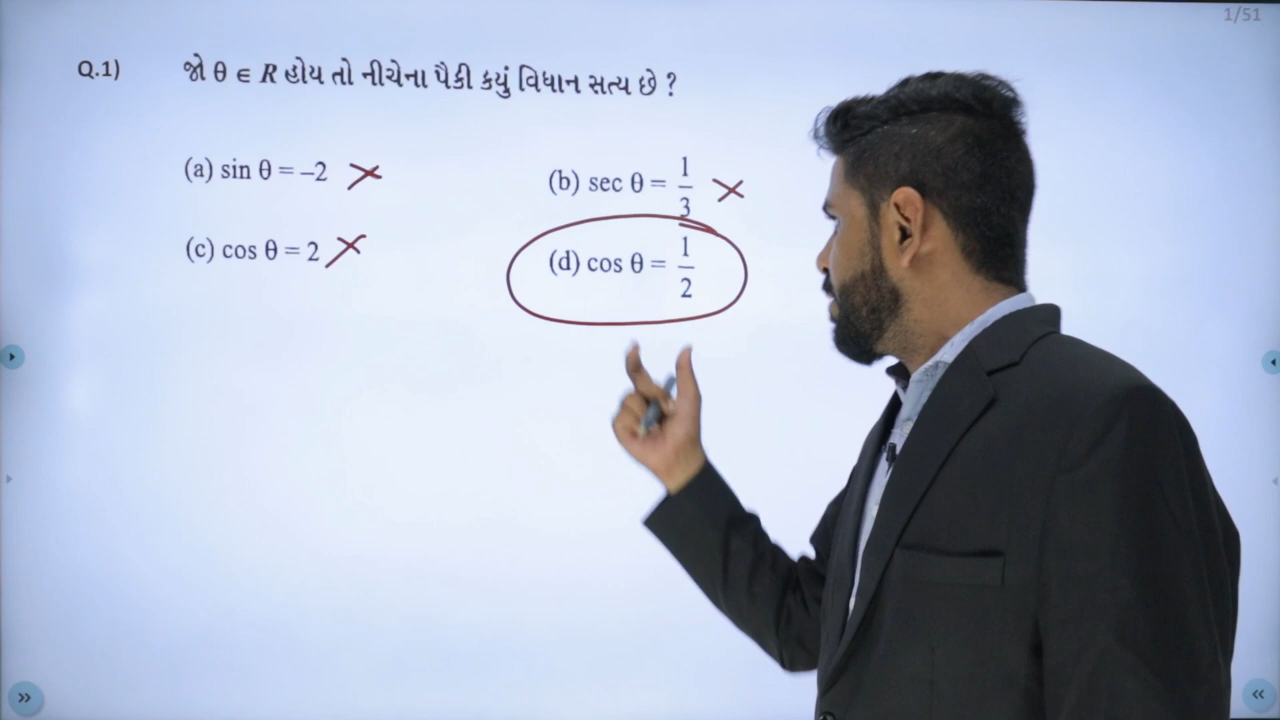 1/51
Q.1) જો θ ∈ R હોય તો નીચેના પૈકી કયું વિધાન સત્ય છે ?
(a) sin θ = –2 (b) sec θ = 1/3
(c) cos θ = 2 (d) cos θ = 1/2